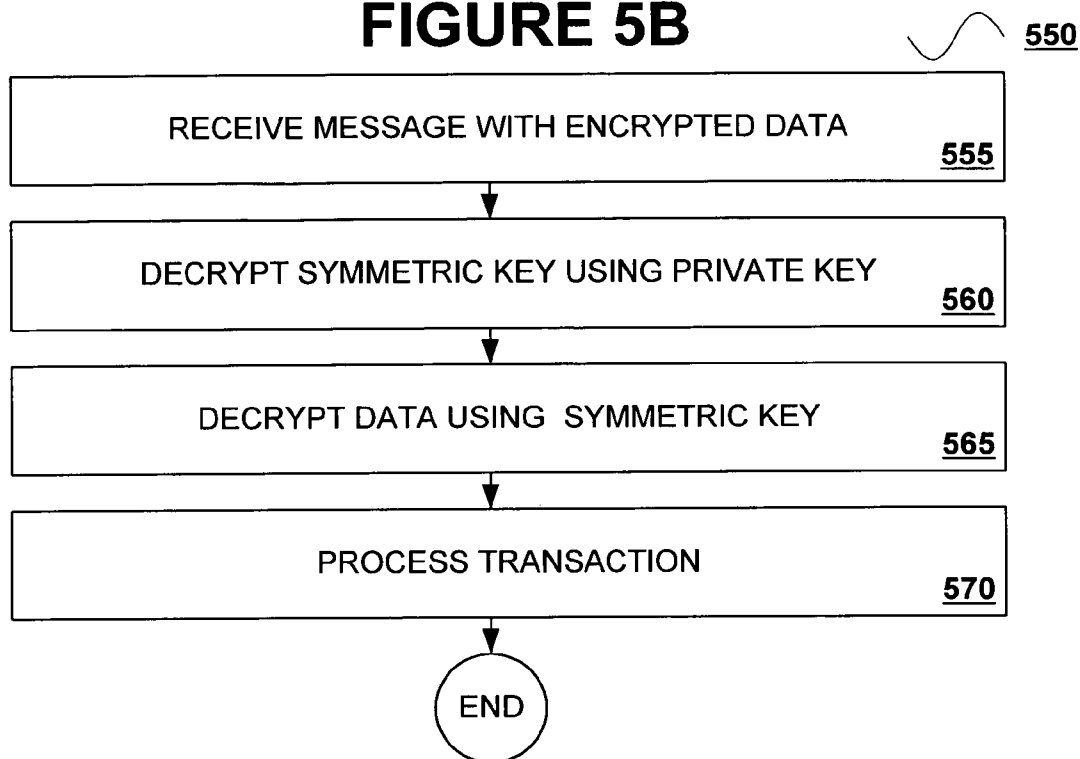 FIGURE 5B
550
RECEIVE MESSAGE WITH ENCRYPTED DATA
555
DECRYPT SYMMETRIC KEY USING PRIVATE KEY
560
DECRYPT DATA USING SYMMETRIC KEY
565
PROCESS TRANSACTION
570
END